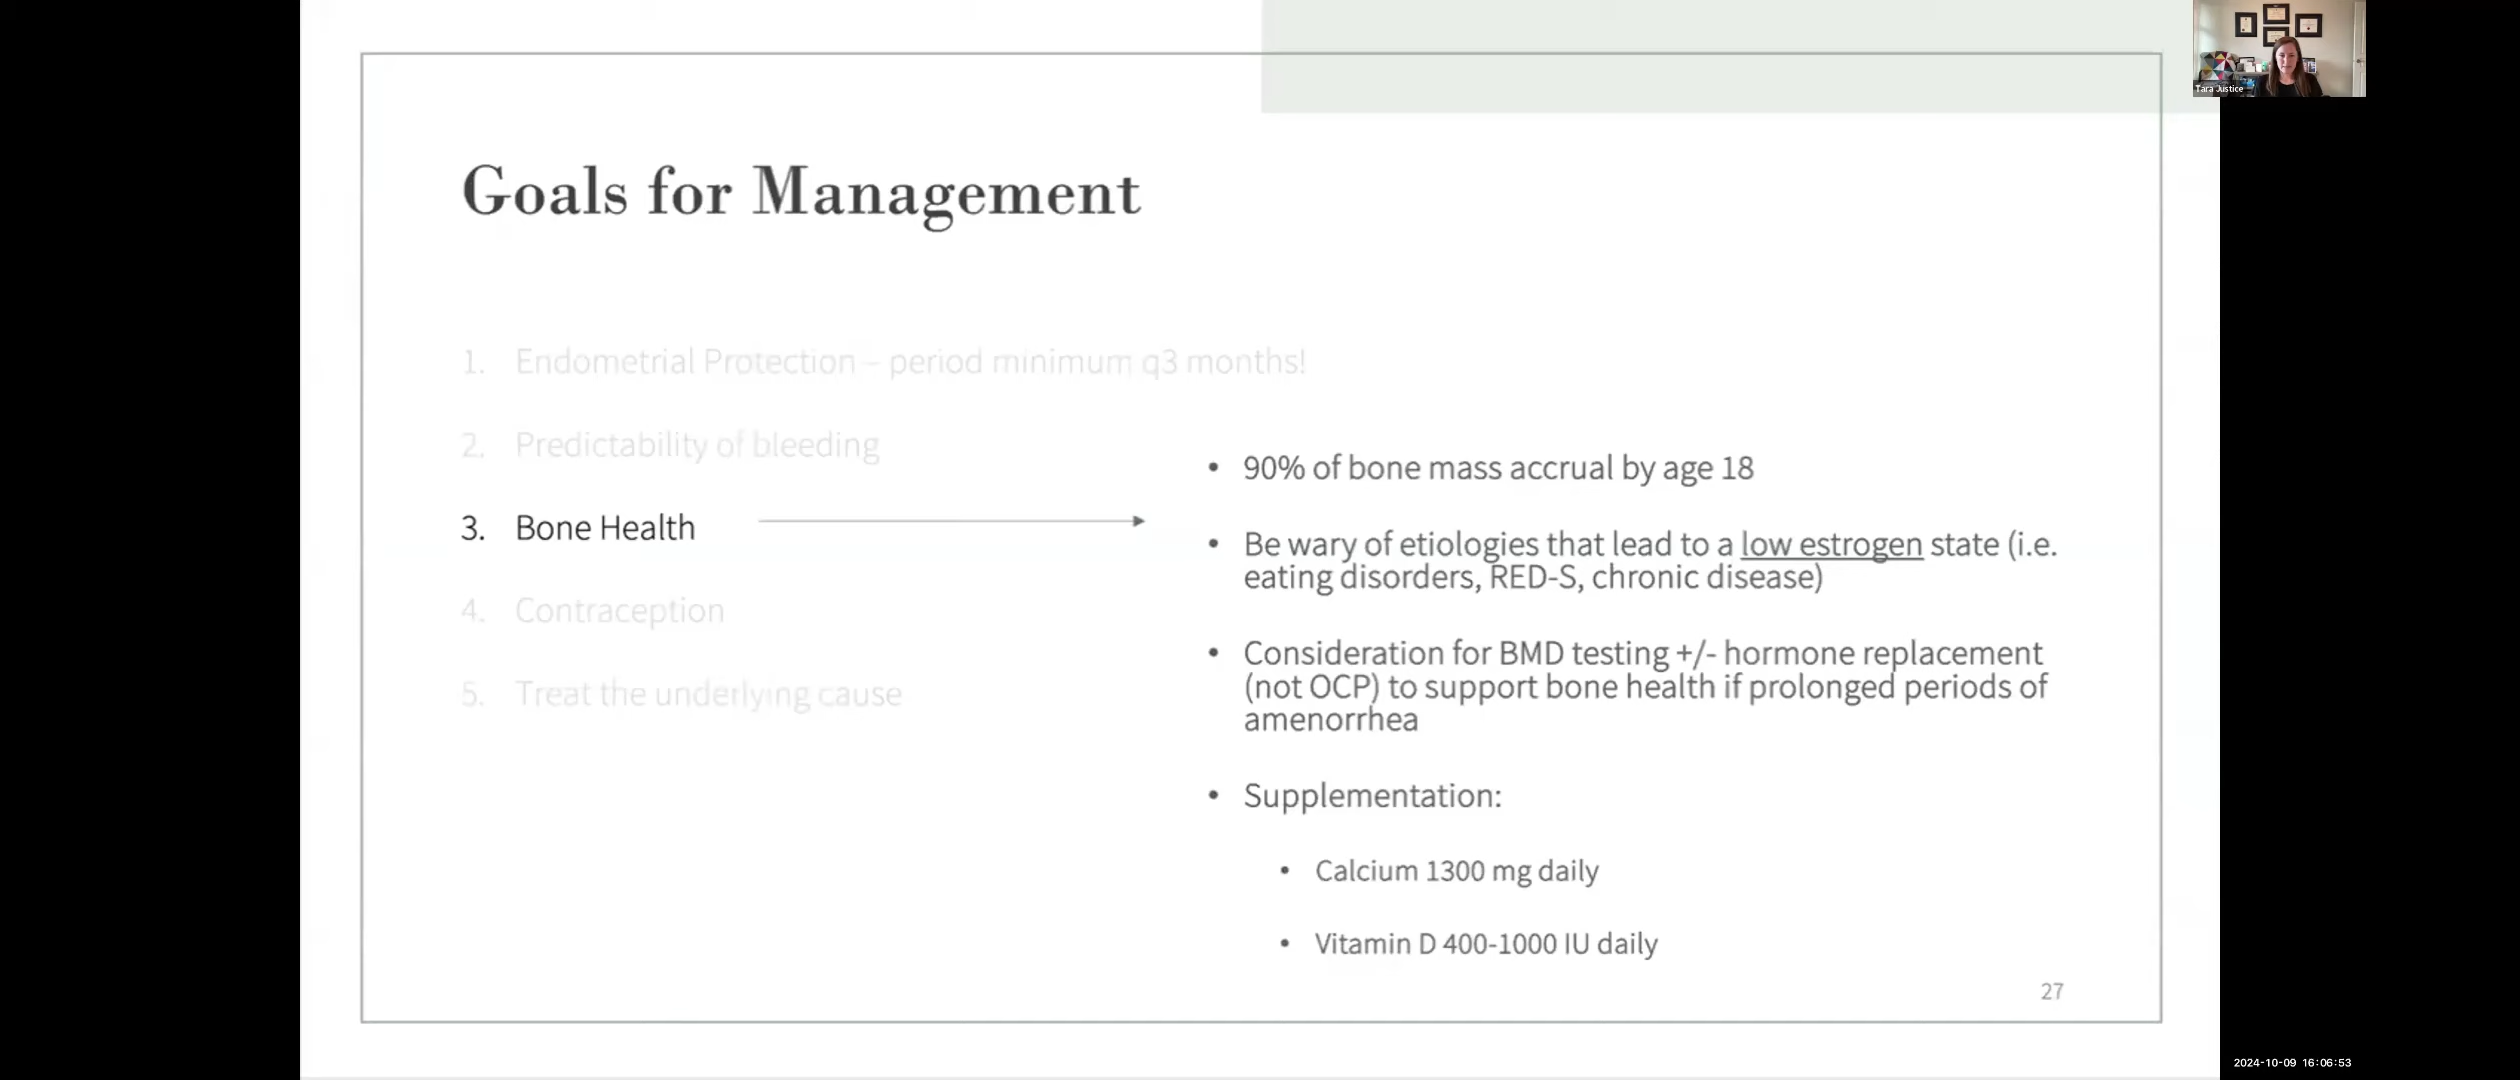 Tara Justice
Goals for Management
1. Endometrial Protection – period minimum q3 months!
2. Predictability of bleeding
3. Bone Health
4. Contraception
5. Treat the underlying cause
• 90% of bone mass accrual by age 18
• Be wary of etiologies that lead to a low estrogen state (i.e.
eating disorders, RED-S, chronic disease)
• Consideration for BMD testing +/- hormone replacement
(not OCP) to support bone health if prolonged periods of
amenorrhea
• Supplementation:
• Calcium 1300 mg daily
• Vitamin D 400-1000 IU daily
27
2024-10-09 16:06:53